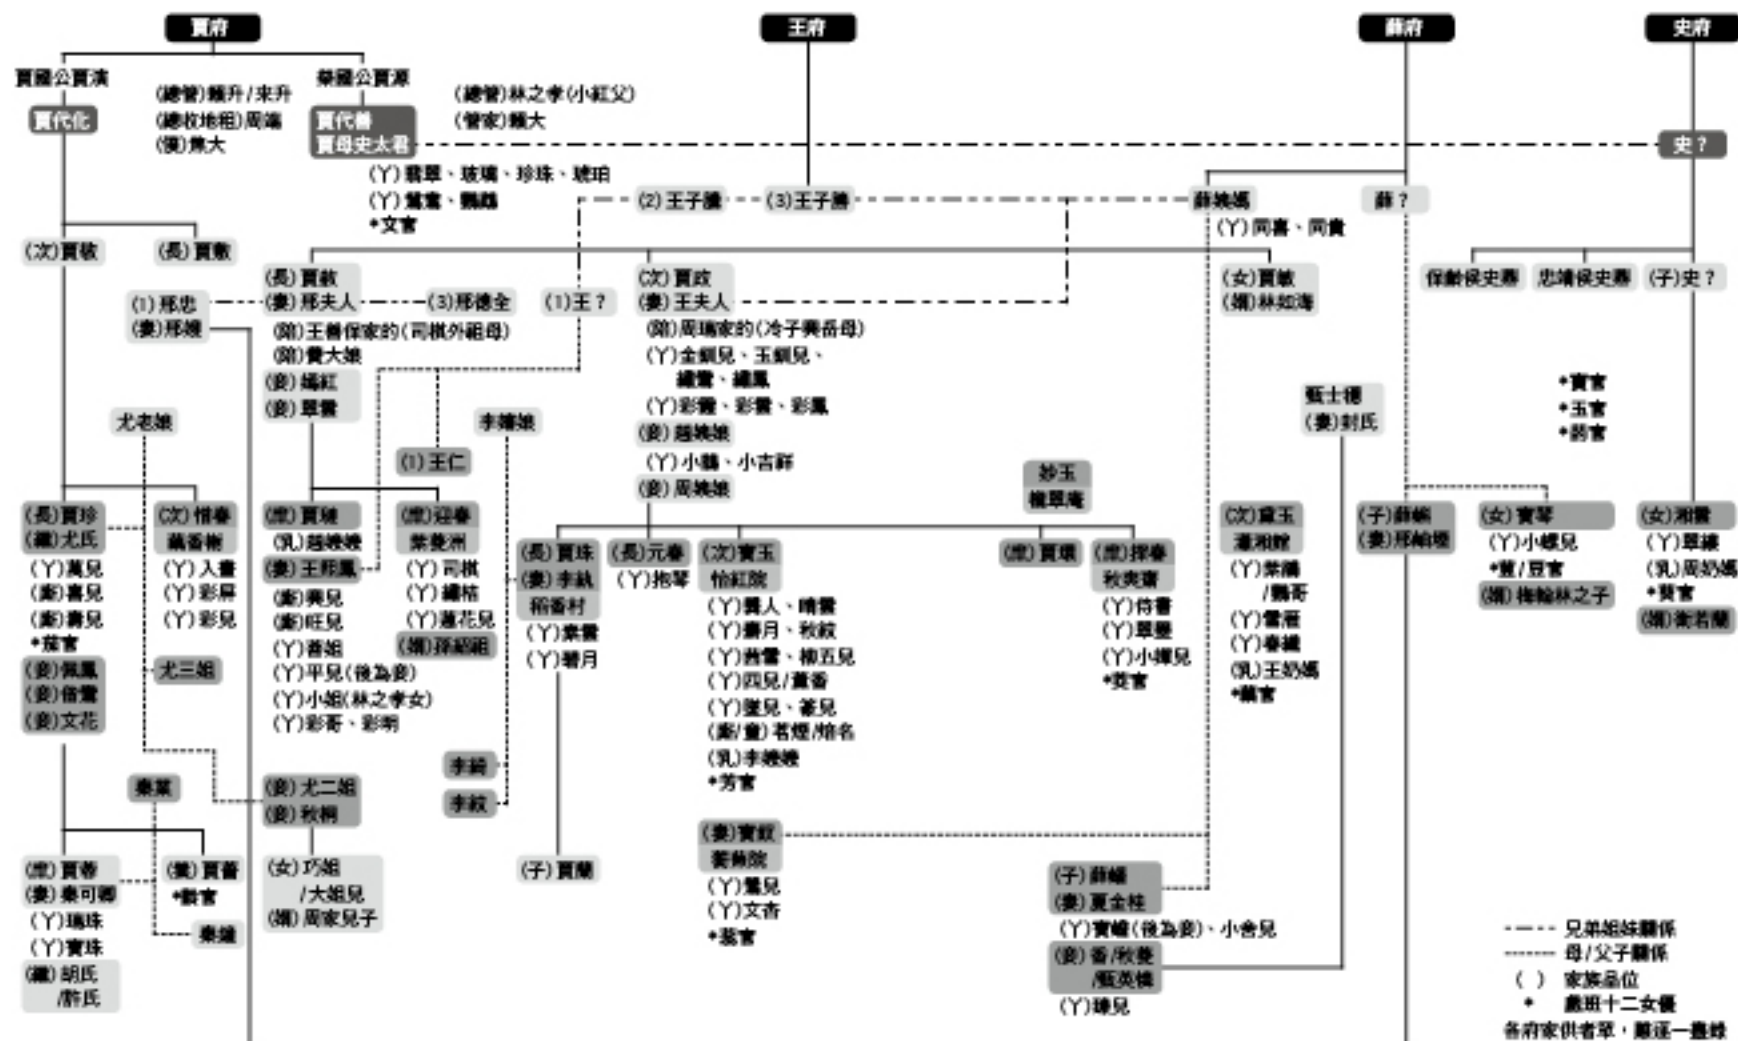 賈府
王府
薛府
史府
寧國公賈演
榮國公賈源
(總管)賴升/來升
(總管)林之孝(小紅父)
賈代化
(總收地租)周瑞
賈代善
(管家)賴大
(僕)焦大
賈母史太君
史？
(丫)翡翠、玻璃、珍珠、琥珀
(丫)鴛鴦、鸚鵡
(2)王子騰
(3)王子勝
薛姨媽
薛？
*文官
(丫)同喜、同貴
(次)賈敬
(長)賈敷
(長)賈赦
(妻)邢夫人
(次)賈政
(妻)王夫人
(女)賈敏
(婿)林如海
保齡侯史鼐
忠靖侯史鼎
(子)史？
(1)邢忠
(妻)邢嫂
(3)邢德全
(1)王？
(陪)王善保家的(司棋外祖母)
(陪)費大娘
(妾)嫣紅
(妾)翠雲
(陪)周瑞家的(冷子興岳母)
(丫)金釧兒、玉釧兒、
繡鸞、繡鳳
(丫)彩霞、彩雲、彩鳳
(妾)趙姨娘
(丫)小鵲、小吉祥
(妾)周姨娘
甄士隱
(妻)封氏
*寶官
*玉官
*葯官
尤老娘
李嬸娘
(1)王仁
妙玉
櫳翠庵
(長)賈珍
(繼)尤氏
(丫)萬兒
(廝)喜兒
(廝)壽兒
*茄官
(妾)佩鳳
(妾)偕鸞
(妾)文花
(次)惜春
藕香榭
(丫)入畫
(丫)彩屏
(丫)彩兒
尤三姐
(庶)賈璉
(乳)趙嬤嬤
(妻)王熙鳳
(廝)興兒
(廝)旺兒
(丫)善姐
(丫)平兒(後為妾)
(丫)小姐(林之孝女)
(丫)彩哥、彩明
(庶)迎春
紫菱洲
(丫)司棋
(丫)繡桔
(丫)蓮花兒
(婿)孫紹祖
(長)賈珠
(妻)李紈
稻香村
(丫)素雲
(丫)碧月
(長)元春
(丫)抱琴
(次)寶玉
怡紅院
(丫)襲人、晴雯
(丫)麝月、秋紋
(丫)茜雪、柳五兒
(丫)四兒/蕙香
(丫)墜兒、篆兒
(廝/童)茗煙/焙名
(乳)李嬤嬤
*芳官
(庶)賈環
(庶)探春
秋爽齋
(丫)侍書
(丫)翠墨
(丫)小蟬兒
*艾官
(次)黛玉
瀟湘館
(丫)紫鵑
/鸚哥
(丫)雪雁
(丫)春纖
(乳)王奶媽
*藕官
(子)薛蝌
(妻)邢岫煙
(女)寶琴
(丫)小螺兒
*荳/豆官
(婿)梅翰林之子
(女)湘雲
(丫)翠縷
(乳)周奶媽
*葵官
(婿)衛若蘭
李綺
李紋
秦業
(妾)尤二姐
(妾)秋桐
(妻)寶釵
蘅蕪院
(丫)鶯兒
(丫)文杏
*蕊官
(庶)賈蓉
(妻)秦可卿
(丫)瑞珠
(丫)寶珠
(繼)胡氏
/許氏
(養)賈薔
*齡官
秦鐘
(女)巧姐
/大姐兒
(婿)周家兒子
(子)賈蘭
(子)薛蟠
(妻)夏金桂
(丫)寶蟾(後為妾)、小舍兒
(妾)香/秋菱
/甄英蓮
(丫)臻兒
兄弟姐妹關係
母/父子關係
( ) 家族品位
* 戲班十二女優
各府家供者眾，難逐一盡錄